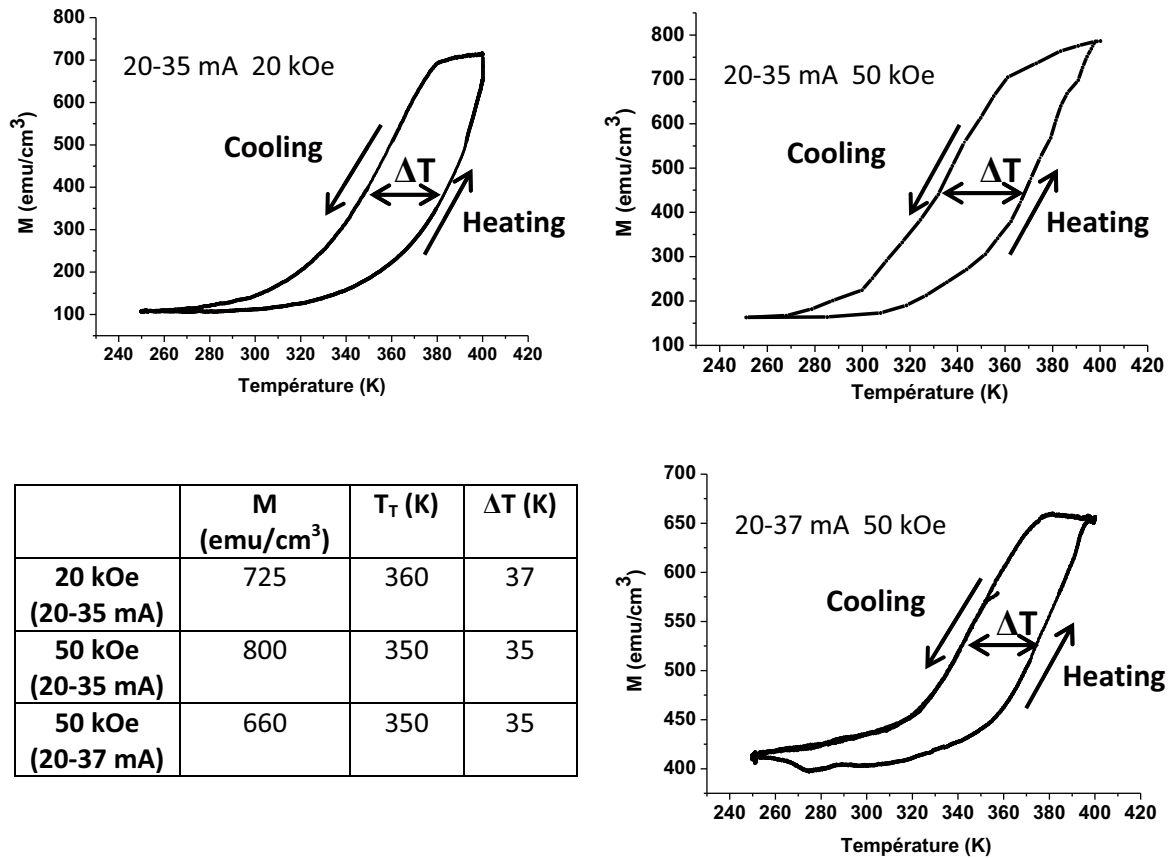 800
700
600
500
400
300
200
100
M (emu/cm³)
20-35 mA 20 kOe
Cooling
ΔT
Heating
240 260 280 300 320 340 360 380 400 420
Température (K)
800
700
600
500
400
300
200
100
M (emu/cm³)
20-35 mA 50 kOe
Cooling
ΔT
Heating
240 260 280 300 320 340 360 380 400 420
Température (K)
M T_T (K) ΔT (K)
(emu/cm³)
20 kOe 725 360 37
(20-35 mA)
50 kOe 800 350 35
(20-35 mA)
50 kOe 660 350 35
(20-37 mA)
700
650
600
550
500
450
400
M (emu/cm³)
20-37 mA 50 kOe
Cooling
ΔT
Heating
240 260 280 300 320 340 360 380 400 420
Température (K)